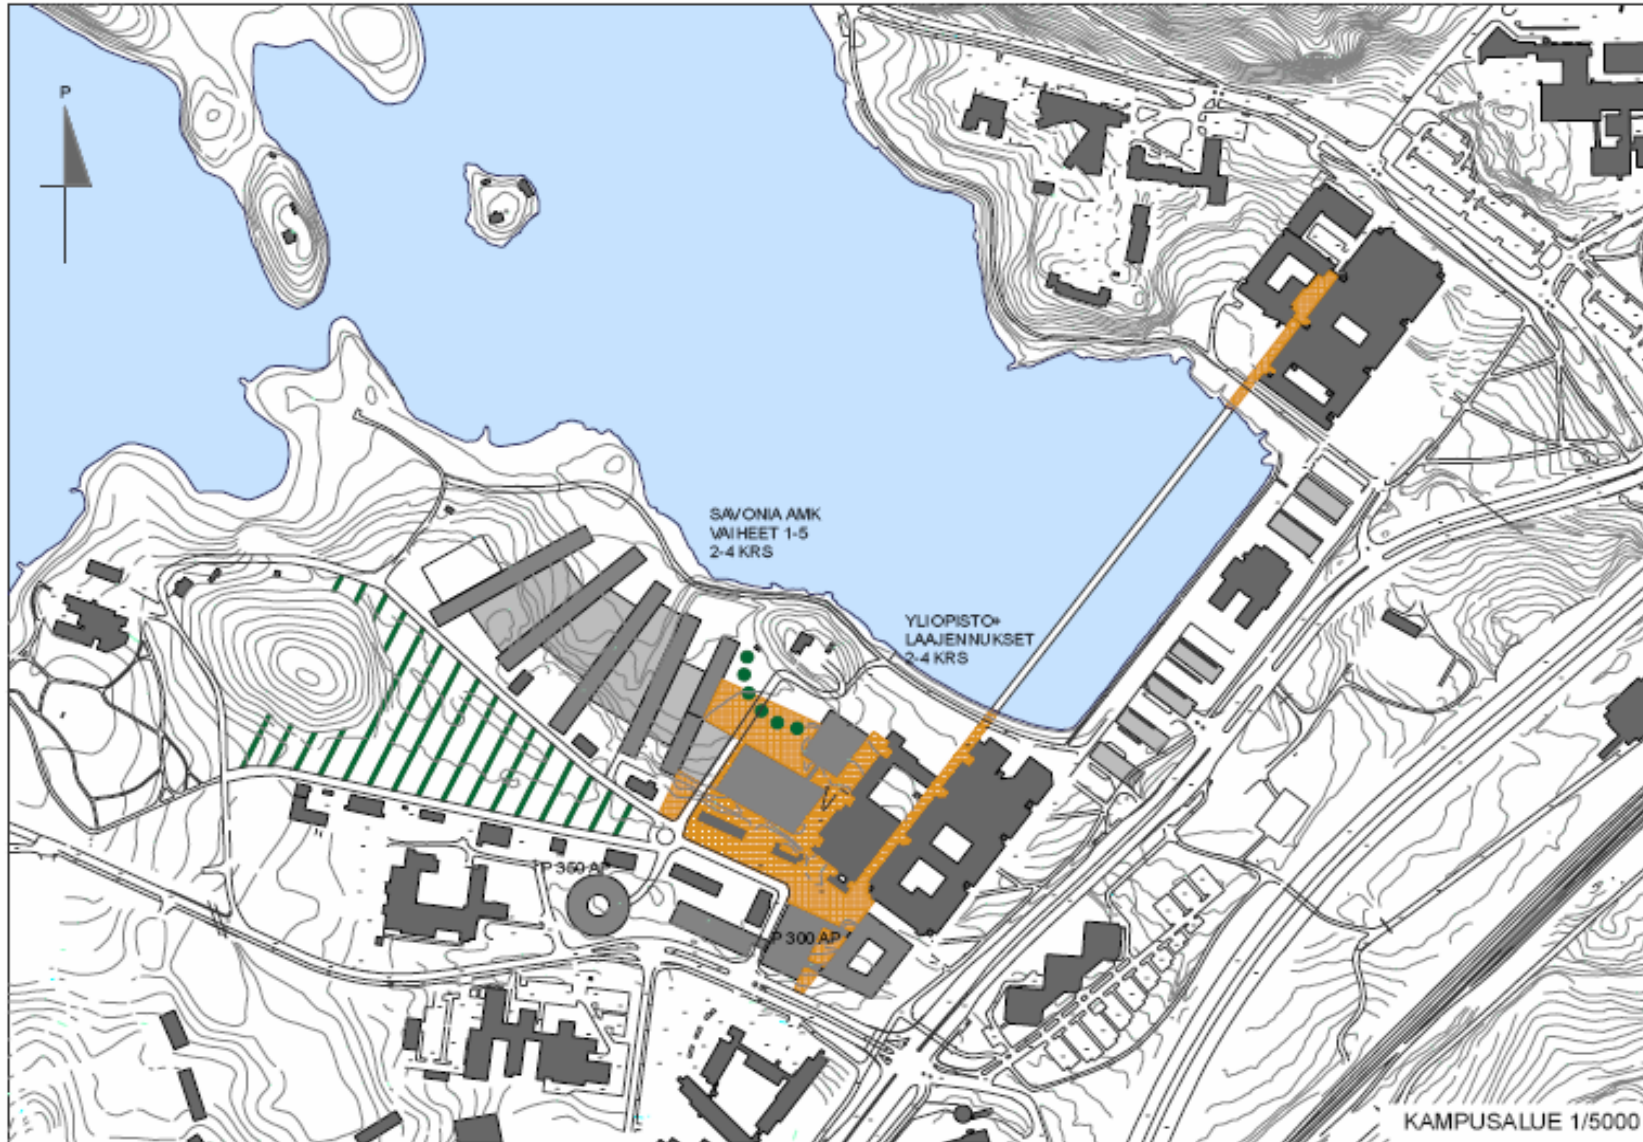 P
SAVONIA AMK
VAIHEET 1-5
2-4 KRS
YLIOPISTO
LAAJENNUKSET
2-4 KRS
P 350 AP
P 300 AP
KAMPUSALUE 1/5000